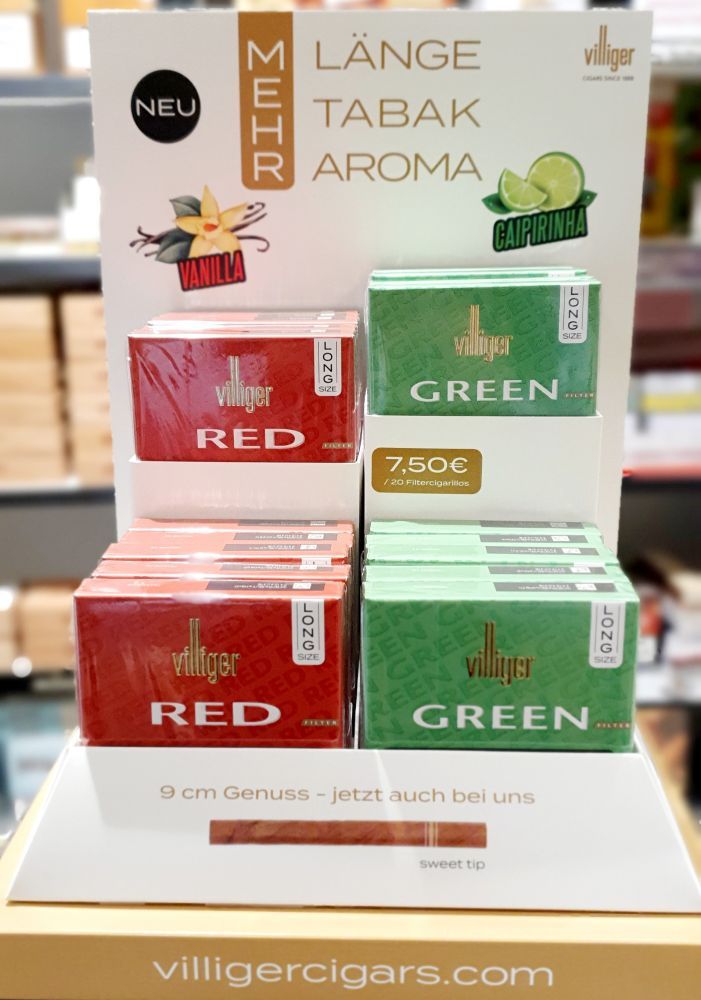 NEU
MEHR
LÄNGE
TABAK
AROMA
villiger
CIGARS SINCE 1888
VANILLA
CAIPIRINHA
villiger
RED
FILTER
LONG
SIZE
villiger
GREEN
FILTER
LONG
SIZE
7,50€
/ 20 Filtercigarillos
villiger
RED
FILTER
LONG
SIZE
villiger
GREEN
FILTER
LONG
SIZE
9 cm Genuss – jetzt auch bei uns
sweet tip
villigercigars.com